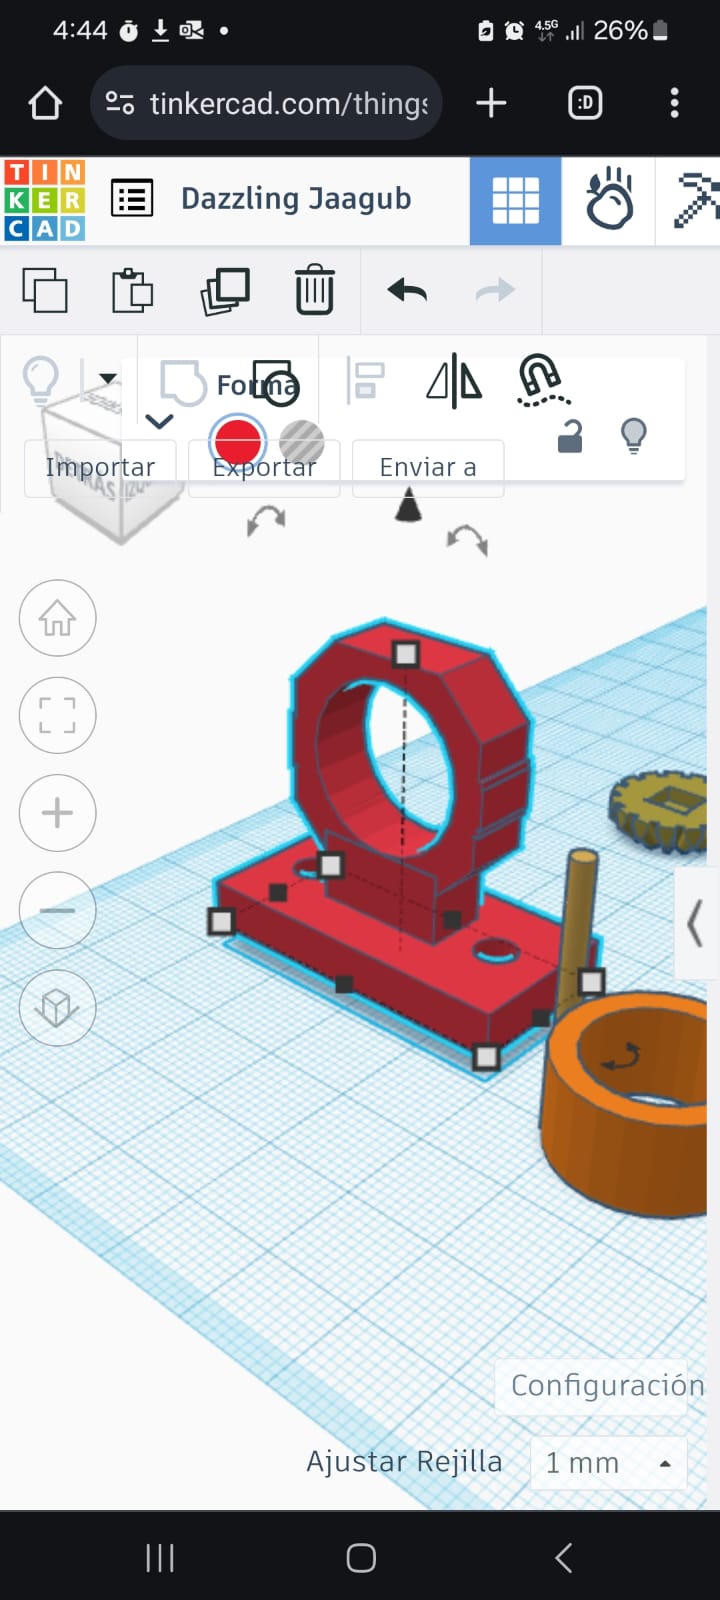 4:44
4.5G
26%
tinkercad.com/things
:D
TIN
KER
CAD
Dazzling Jaagub
Forma
Importar
Exportar
Enviar a
Configuración
Ajustar Rejilla
1 mm